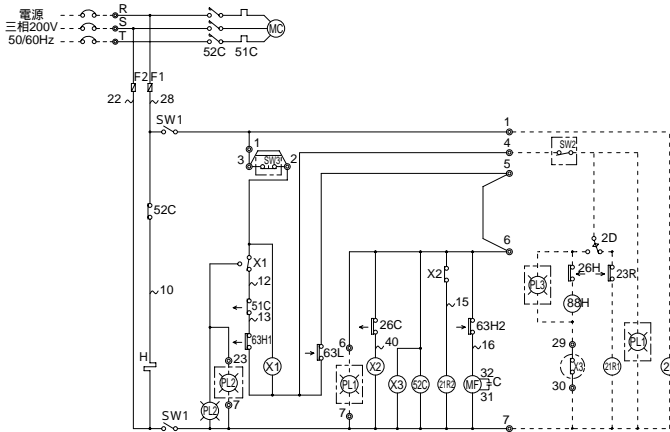 電源
三相200V
50/60Hz
R
S
T
52C
51C
MC
F2
F1
22
28
SW1
1
1
4
SW2
3
SW3
2
5
52C
6
2D
X1
X2
26H
23R
PL3
10
12
51C
13
15
88H
26C
63H2
63H1
63L
6
40
16
PL1
29
H
23
X1
PL2
PL1
X2
X3
52C
21R2
MF
32
C
31
X3
21R1
30
7
7
PL2
SW1
7
2